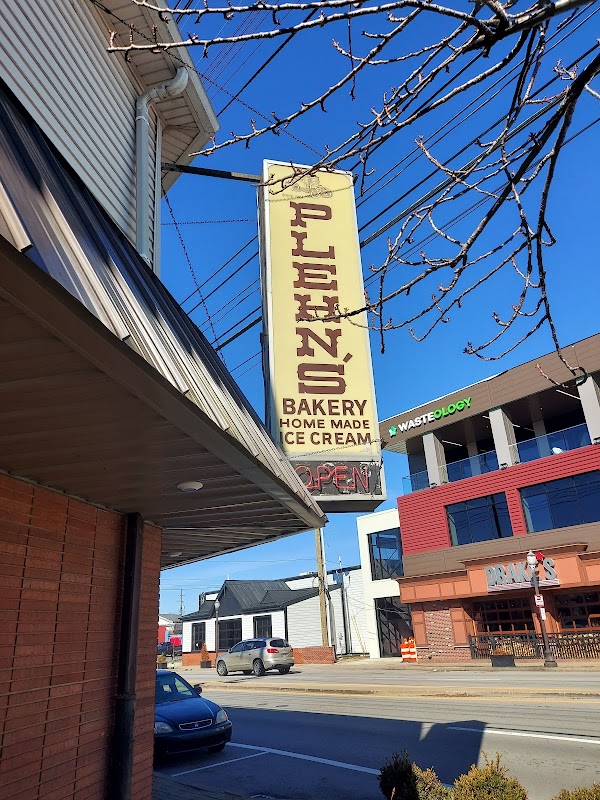 PLEHN'S
BAKERY
HOME MADE
ICE CREAM
OPEN
WASTEOLOGY
DRAKE'S